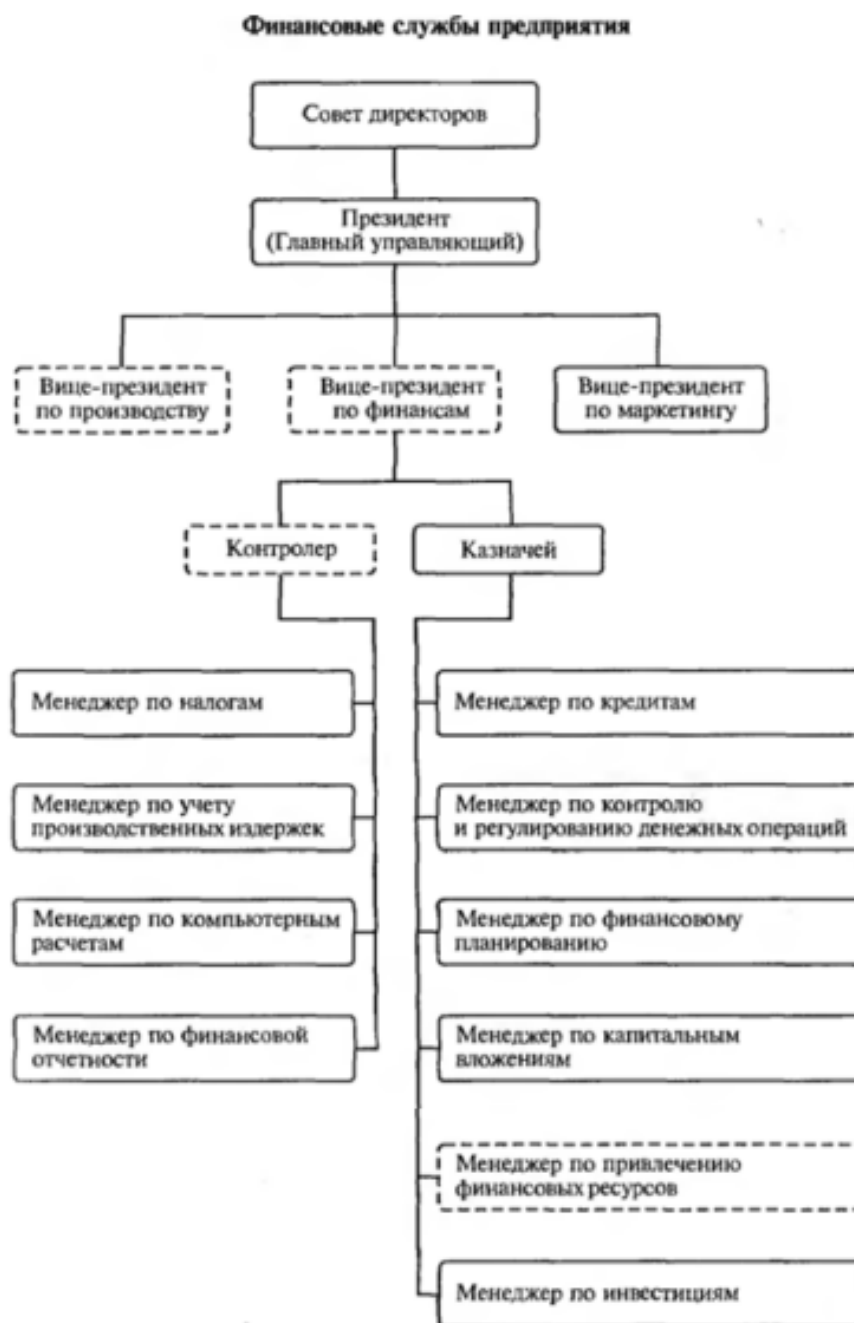 Финансовые службы предприятия
Совет директоров
Президент
(Главный управляющий)
Вице-президент
по производству
Вице-президент
по финансам
Вице-президент
по маркетингу
Контролер
Казначей
Менеджер по налогам
Менеджер по учету
производственных издержек
Менеджер по компьютерным
расчетам
Менеджер по финансовой
отчетности
Менеджер по кредитам
Менеджер по контролю
и регулированию денежных операций
Менеджер по финансовому
планированию
Менеджер по капитальным
вложениям
Менеджер по привлечению
финансовых ресурсов
Менеджер по инвестициям